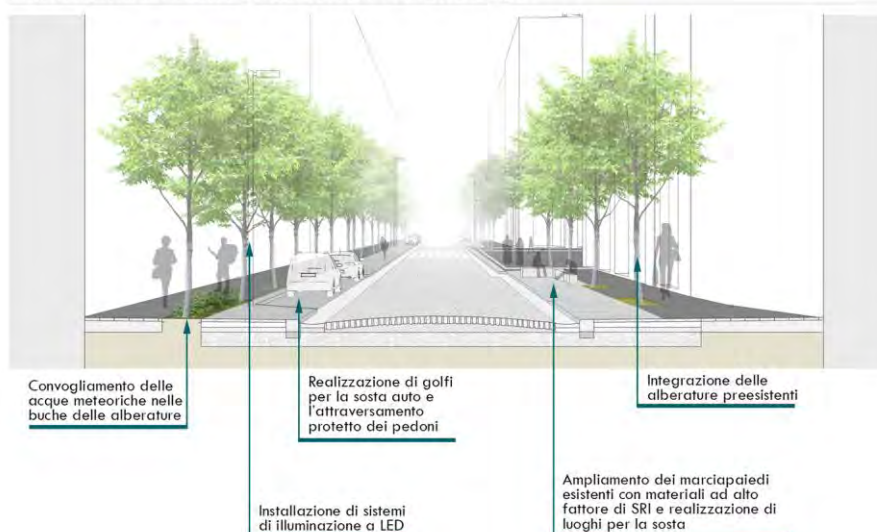 Convogliamento delle
acque meteoriche nelle
buche delle alberature
Realizzazione di golfi
per la sosta auto e
l'attraversamento
protetto dei pedoni
Integrazione delle
alberature preesistenti
Installazione di sistemi
di illuminazione a LED
Ampliamento dei marciapaiedi
esistenti con materiali ad alto
fattore di SRI e realizzazione di
luoghi per la sosta